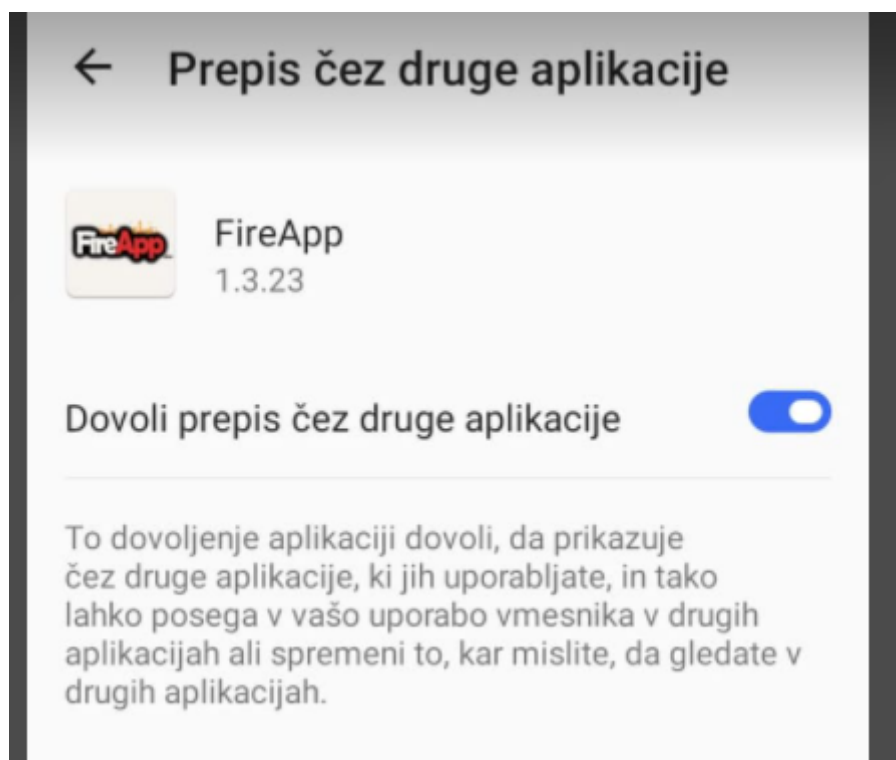 Prepis čez druge aplikacije
FireApp
FireApp
1.3.23
Dovoli prepis čez druge aplikacije
To dovoljenje aplikaciji dovoli, da prikazuje
čez druge aplikacije, ki jih uporabljate, in tako
lahko posega v vašo uporabo vmesnika v drugih
aplikacijah ali spremeni to, kar mislite, da gledate v
drugih aplikacijah.